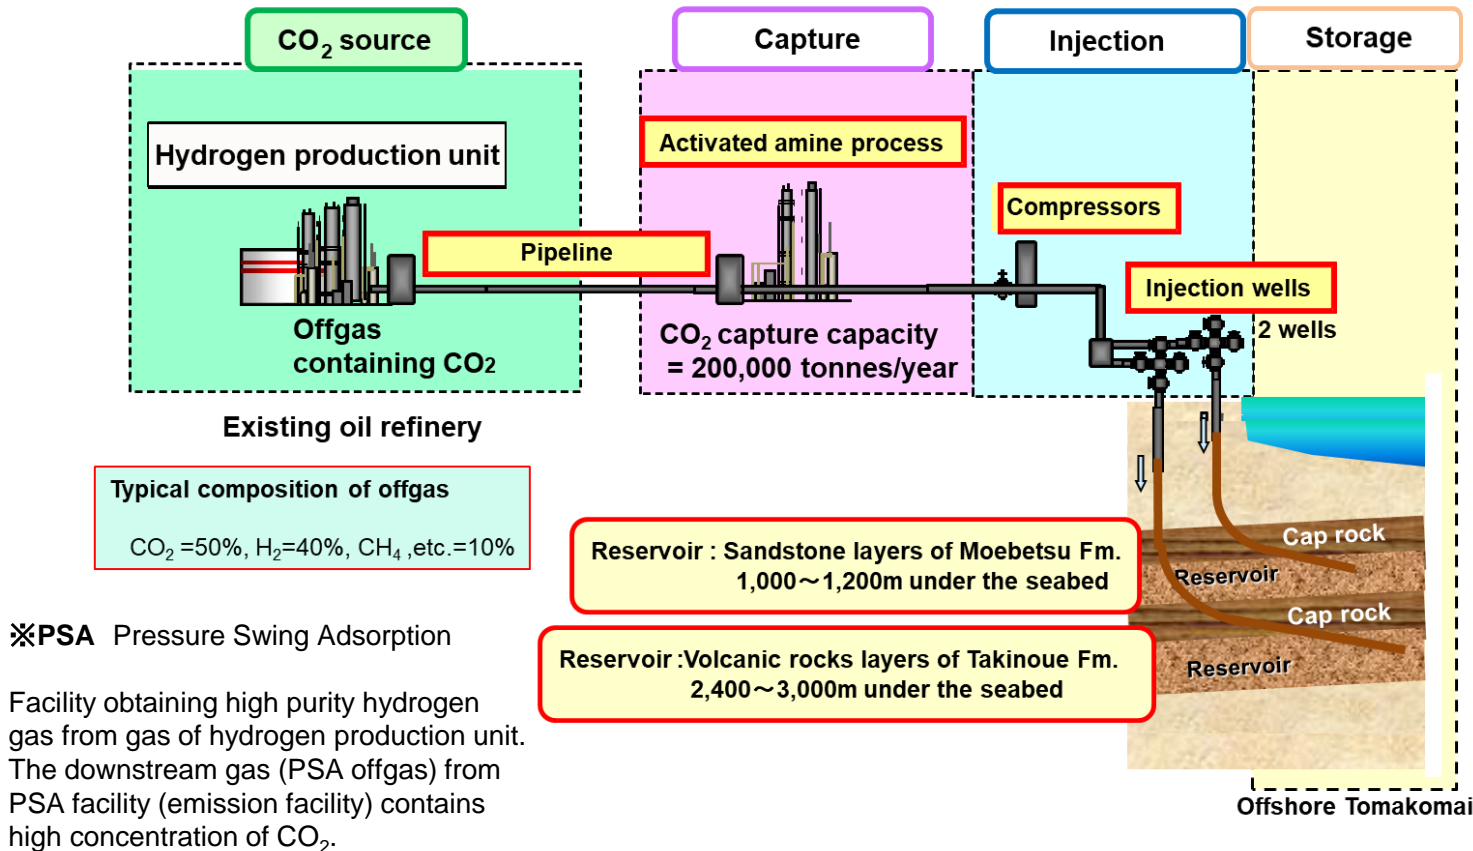 CO₂ source
Capture
Injection
Storage
Hydrogen production unit
Activated amine process
Compressors
Pipeline
Injection wells
2 wells
Offgas
containing CO2
CO₂ capture capacity
= 200,000 tonnes/year
Existing oil refinery
Typical composition of offgas
CO₂ =50%, H₂=40%, CH₄ ,etc.=10%
Reservoir : Sandstone layers of Moebetsu Fm.
1,000～1,200m under the seabed
Cap rock
Reservoir
Cap rock
Reservoir
Reservoir :Volcanic rocks layers of Takinoue Fm.
2,400～3,000m under the seabed
※PSA Pressure Swing Adsorption
Facility obtaining high purity hydrogen
gas from gas of hydrogen production unit.
The downstream gas (PSA offgas) from
PSA facility (emission facility) contains
high concentration of CO₂.
Offshore Tomakomai